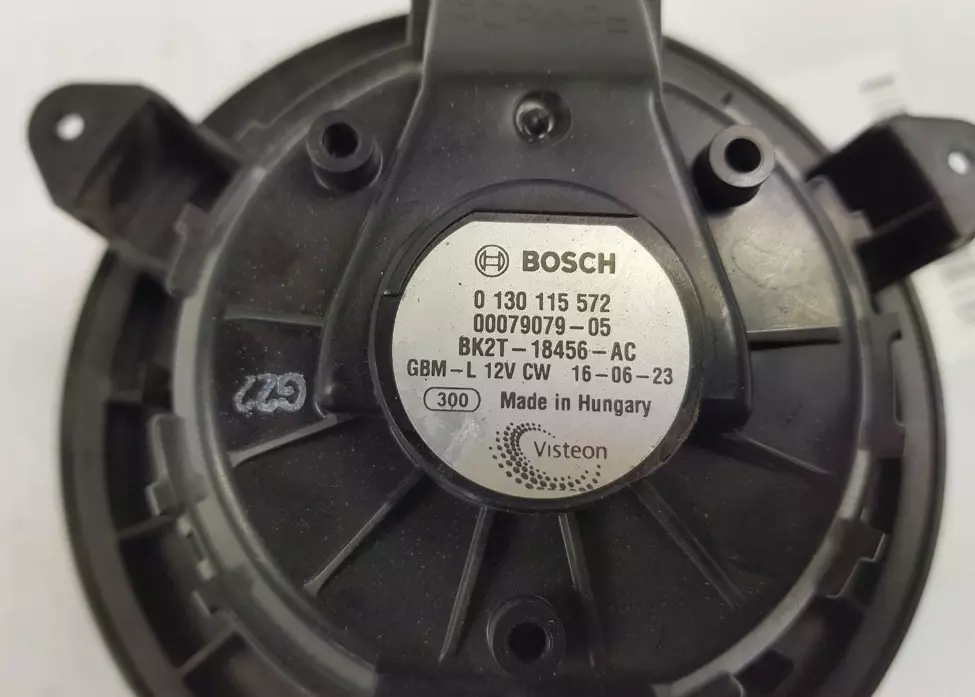 BOSCH
0 130 115 572
00079079-05
BK2T-18456-AC
GBM-L 12V CW 16-06-23
300 Made in Hungary
Visteon
G22